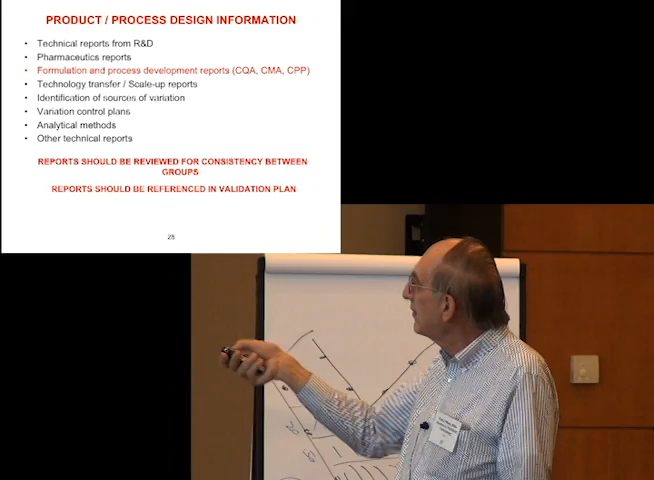 PRODUCT / PROCESS DESIGN INFORMATION
• Technical reports from R&D
• Pharmaceutics reports
• Formulation and process development reports (CQA, CMA, CPP)
• Technology transfer / Scale-up reports
• Identification of sources of variation
• Variation control plans
• Analytical methods
• Other technical reports
REPORTS SHOULD BE REVIEWED FOR CONSISTENCY BETWEEN
GROUPS
REPORTS SHOULD BE REFERENCED IN VALIDATION PLAN
28